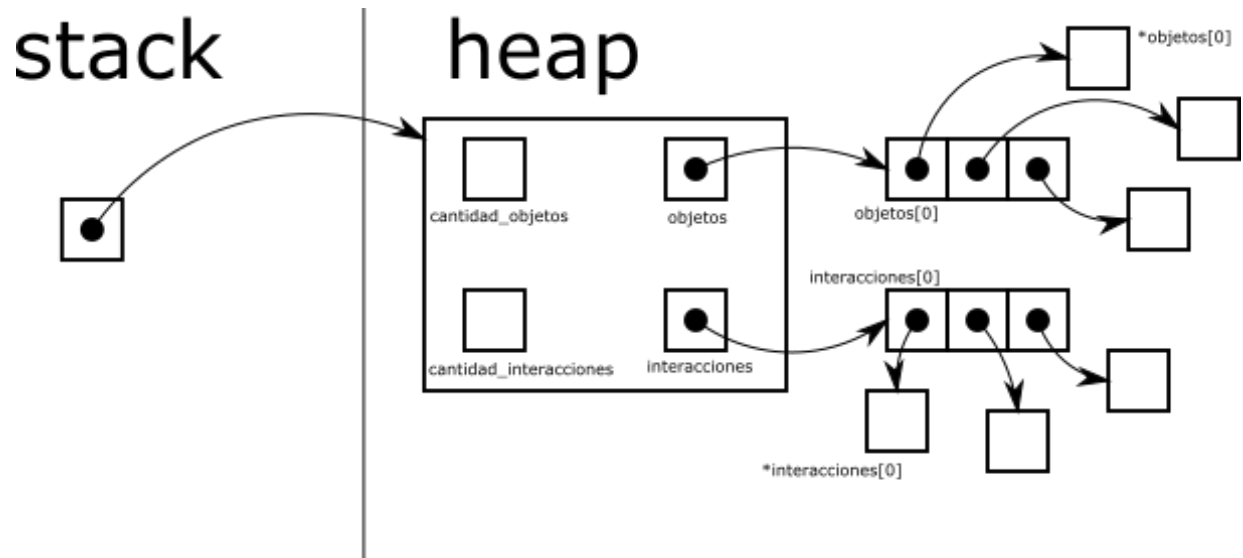 stack
heap
*objetos[0]
cantidad_objetos
objetos
objetos[0]
interacciones[0]
cantidad_interacciones
interacciones
*interacciones[0]